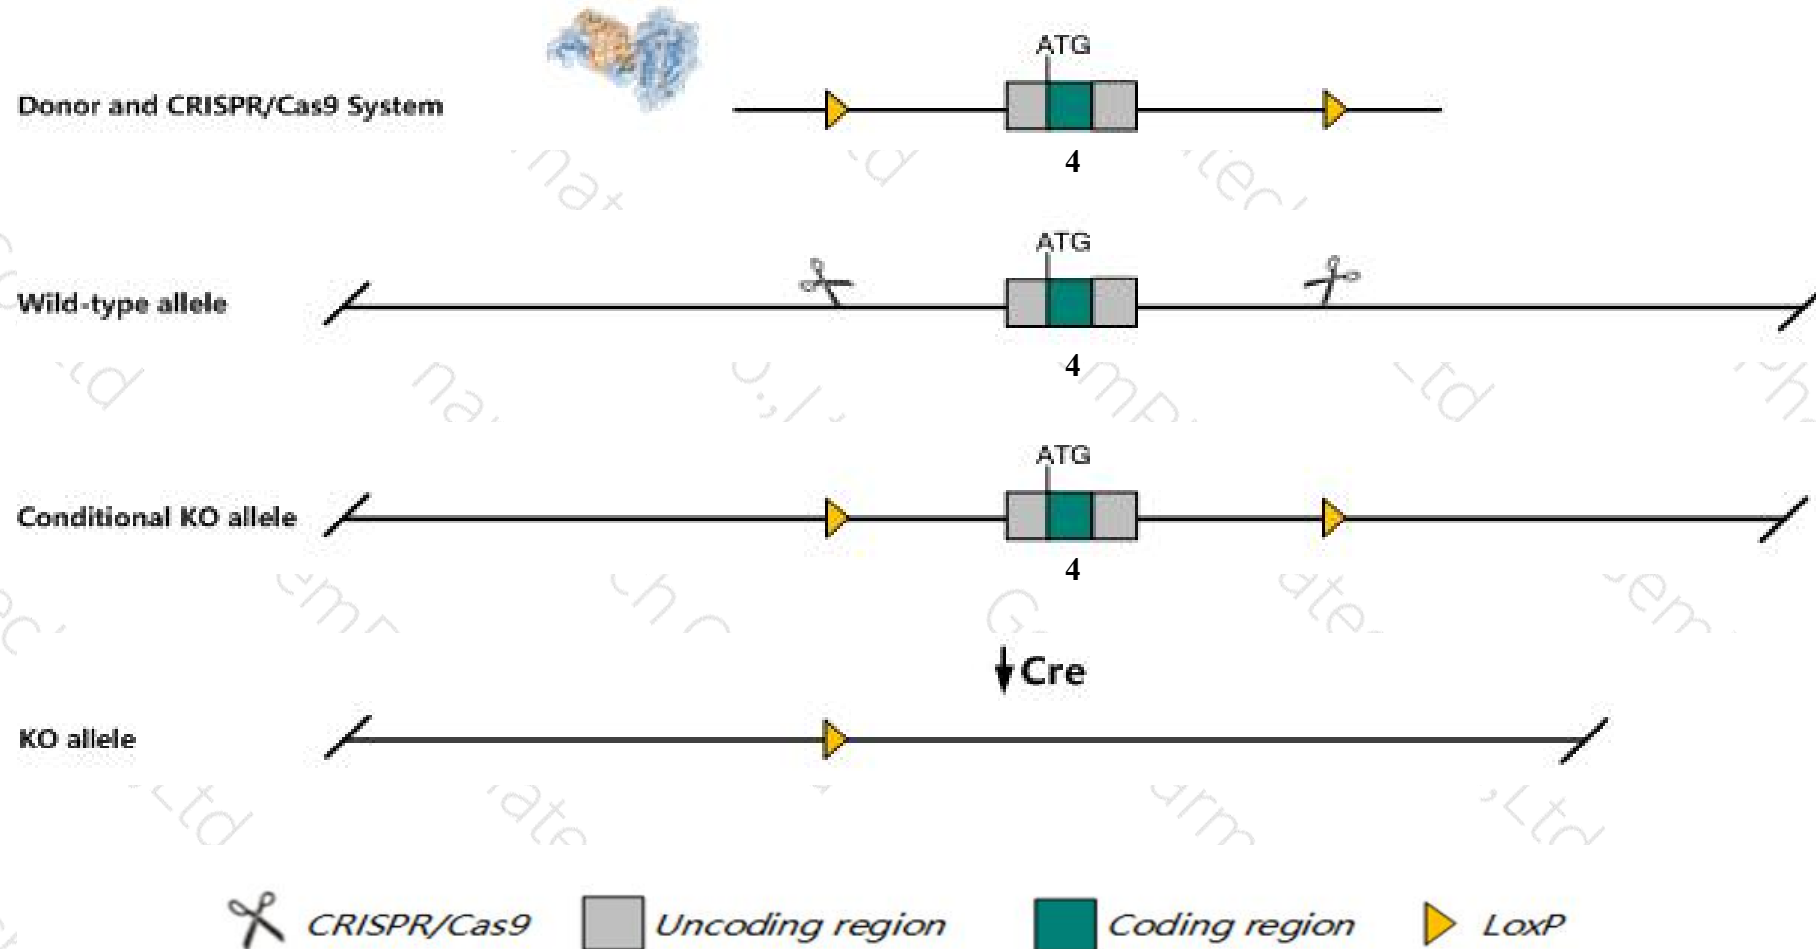 ATG
Donor and CRISPR/Cas9 System
4
ATG
Wild-type allele
4
ATG
Conditional KO allele
4
Cre
KO allele
CRISPR/Cas9 Uncoding region Coding region LoxP